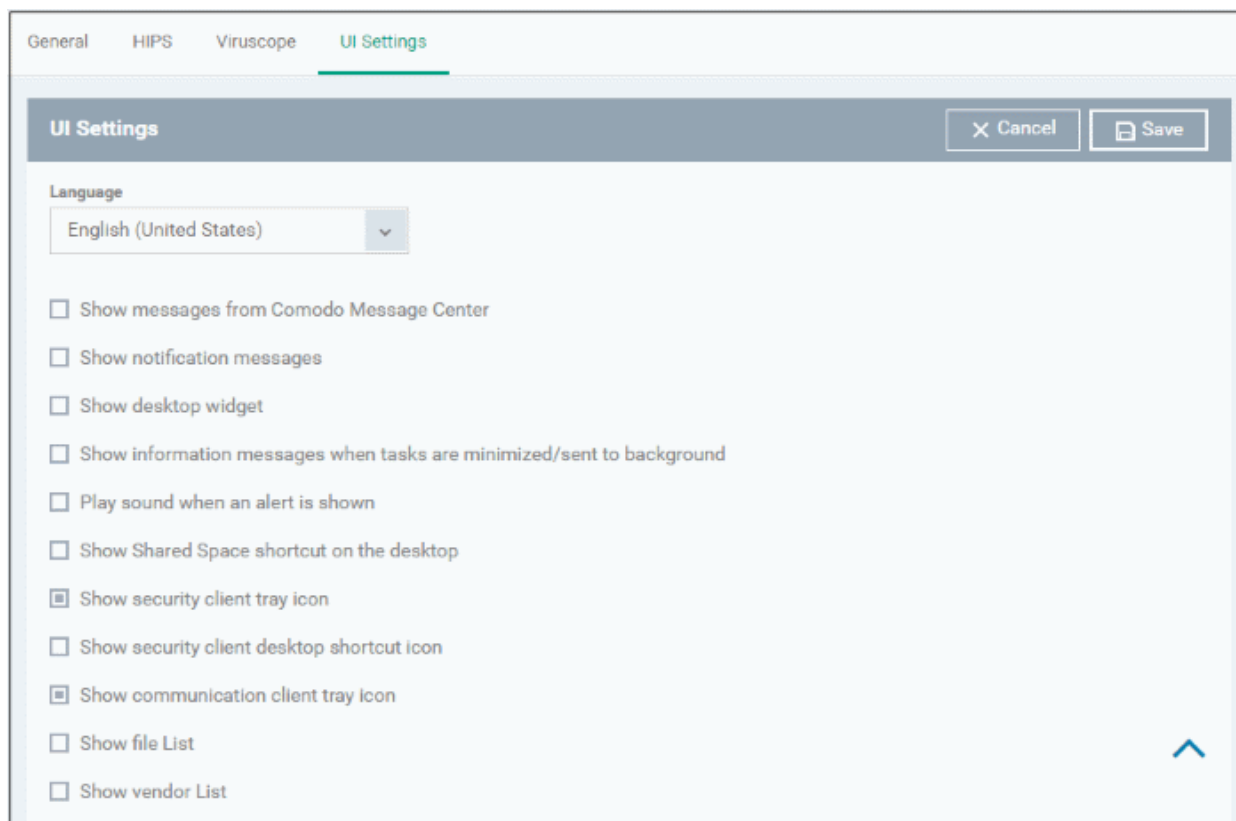 General HIPS Viruscope UI Settings
UI Settings Cancel Save
Language
English (United States)
Show messages from Comodo Message Center
Show notification messages
Show desktop widget
Show information messages when tasks are minimized/sent to background
Play sound when an alert is shown
Show Shared Space shortcut on the desktop
Show security client tray icon
Show security client desktop shortcut icon
Show communication client tray icon
Show file List
Show vendor List